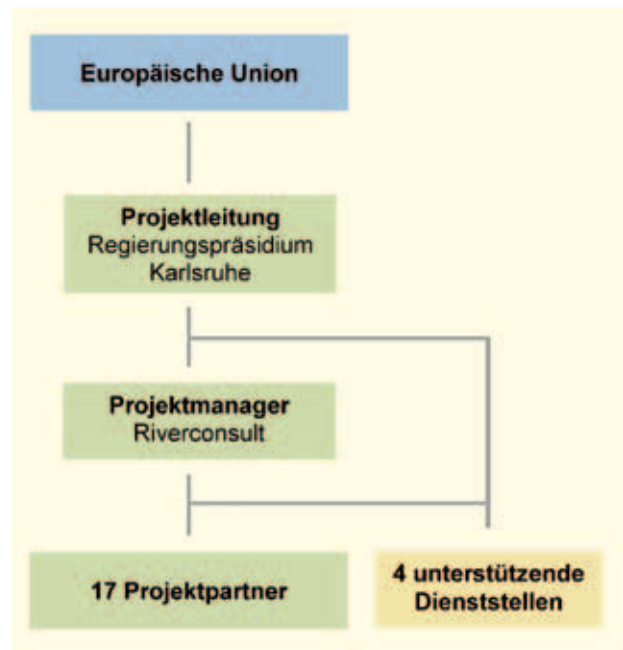 Europäische Union
Projektleitung
Regierungspräsidium
Karlsruhe
Projektmanager
Riverconsult
17 Projektpartner
4 unterstützende
Dienststellen